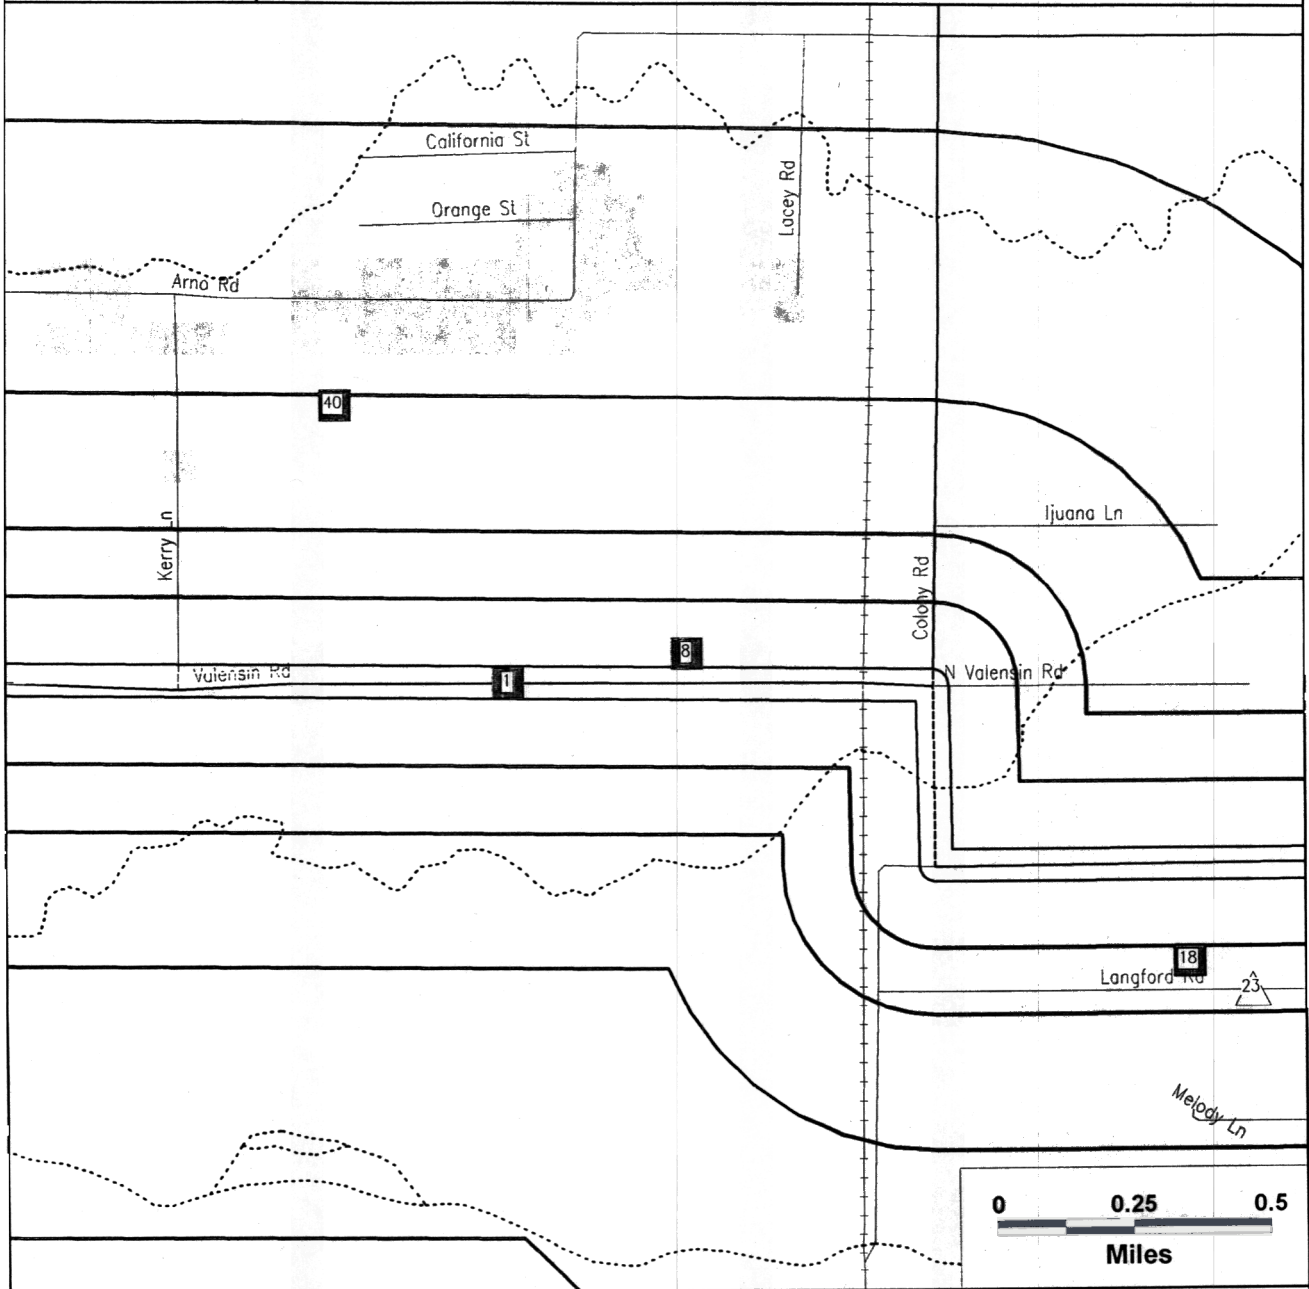 California St
Orange St
Lacey Rd
Arno Rd
40
Kerry Ln
Ijuana Ln
Colony Rd
8
Valensin Rd
1
N Valensin Rd
18
Langford Rd
23
Melody Ln
0 0.25 0.5
Miles